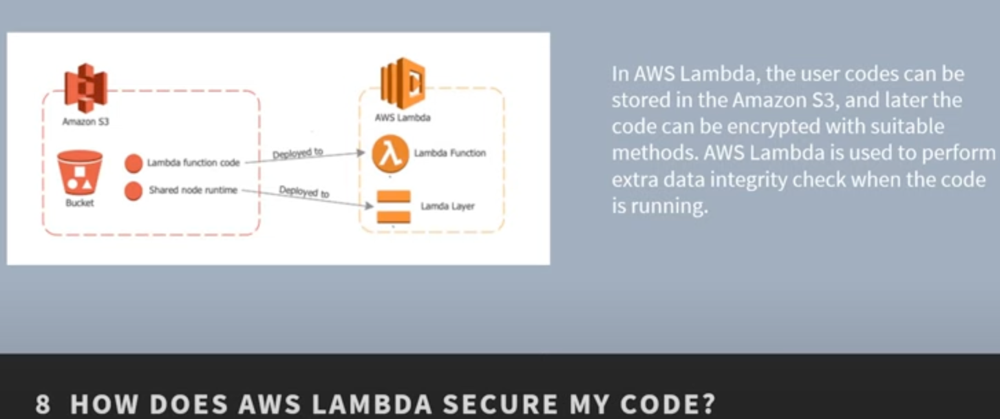 Amazon S3
Bucket
Lambda function code
Shared node runtime
Deployed to
Deployed to
AWS Lambda
Lambda Function
Lamda Layer
In AWS Lambda, the user codes can be
stored in the Amazon S3, and later the
code can be encrypted with suitable
methods. AWS Lambda is used to perform
extra data integrity check when the code
is running.
8 HOW DOES AWS LAMBDA SECURE MY CODE?